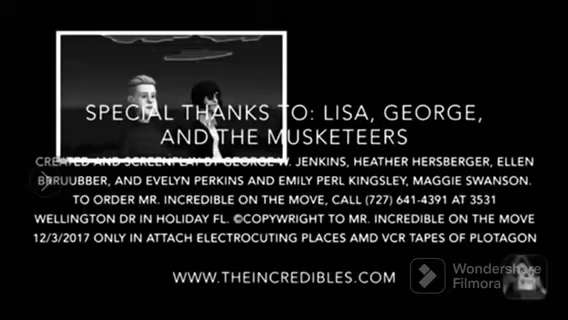 SPECIAL THANKS TO: LISA, GEORGE,
AND THE MUSKETEERS
CREATED AND SCREENPLAY BY GEORGE W. JENKINS, HEATHER HERSBERGER, ELLEN
BRRUUBBER, AND EVELYN PERKINS AND EMILY PERL KINGSLEY, MAGGIE SWANSON.
TO ORDER MR. INCREDIBLE ON THE MOVE, CALL (727) 641-4391 AT 3531
WELLINGTON DR IN HOLIDAY FL. ©COPYWRIGHT TO MR. INCREDIBLE ON THE MOVE
12/3/2017 ONLY IN ATTACH ELECTROCUTING PLACES AMD VCR TAPES OF PLOTAGON
WWW.THEINCREDIBLES.COM
Wondershare
Filmora